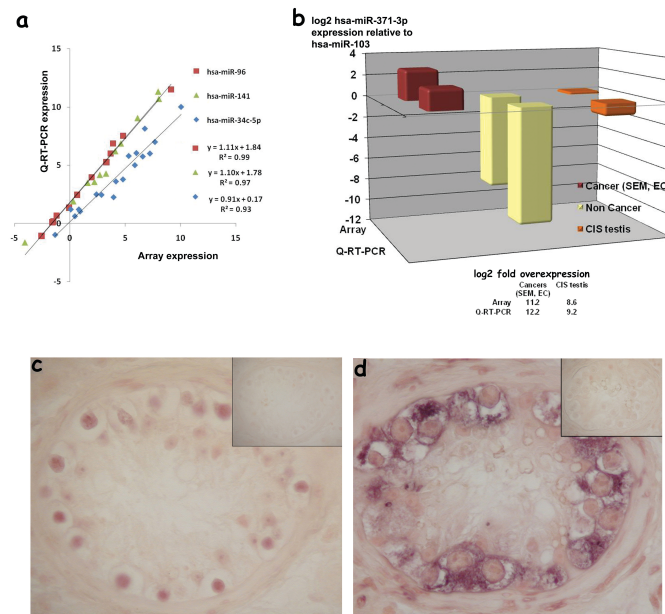 a
Q-RT-PCR expression
15
10
5
-5
-5
0
5
10
15
Array expression
hsa-miR-96
hsa-miR-141
hsa-miR-34c-5p
y = 1.11x + 1.84
R² = 0.99
y = 1.10x + 1.78
R² = 0.97
y = 0.91x + 0.17
R² = 0.93
b
log2 hsa-miR-371-3p
expression relative to
hsa-miR-103
4
2
0
-2
-4
-6
-8
-10
-12
Array
Q-RT-PCR
Cancer (SEM, EC)
Non Cancer
CIS testis
log2 fold overexpression
Cancers CIS testis
(SEM, EC)
Array 11.2 8.6
Q-RT-PCR 12.2 9.2
c
d